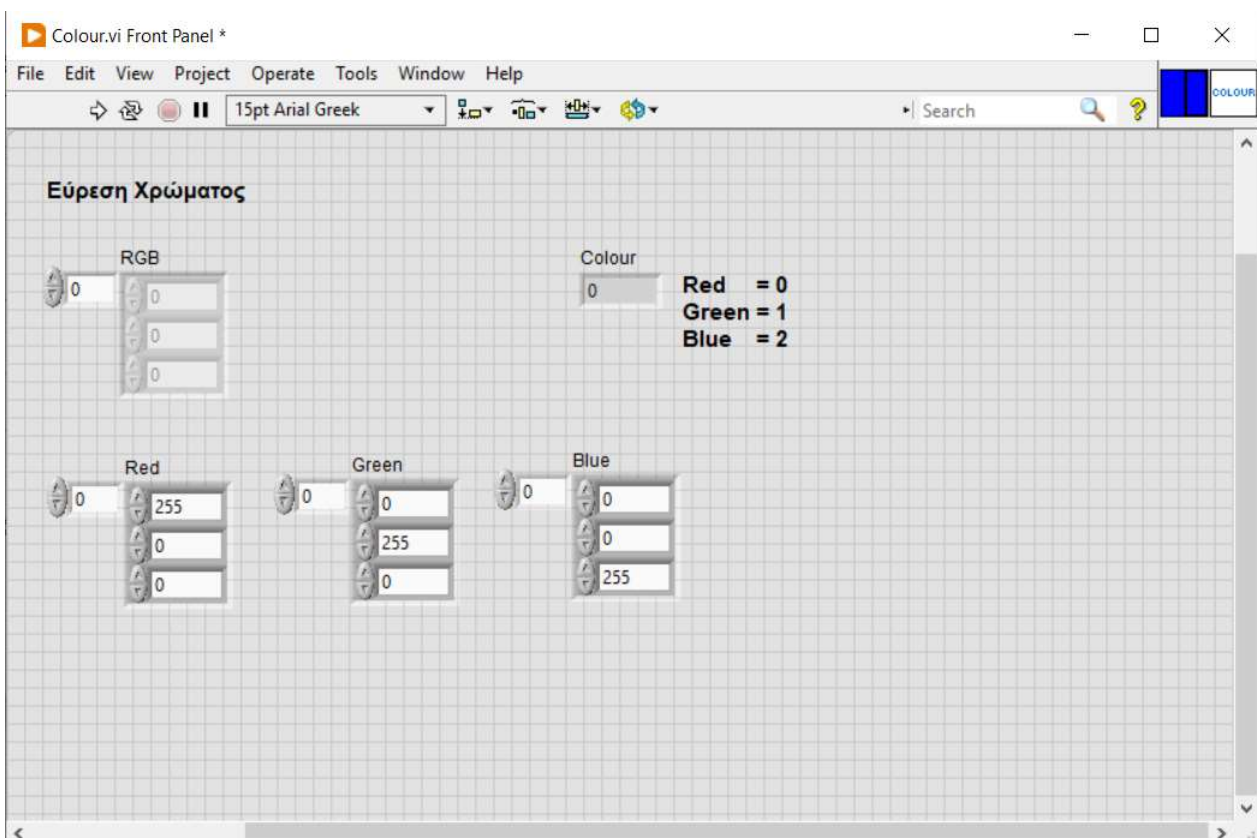 Colour.vi Front Panel *
File Edit View Project Operate Tools Window Help
15pt Arial Greek
Search
COLOUR
Εύρεση Χρώματος
RGB
0
0
0
0
Colour
0
Red = 0
Green = 1
Blue = 2
Red
0
255
0
0
Green
0
0
255
0
Blue
0
0
0
255